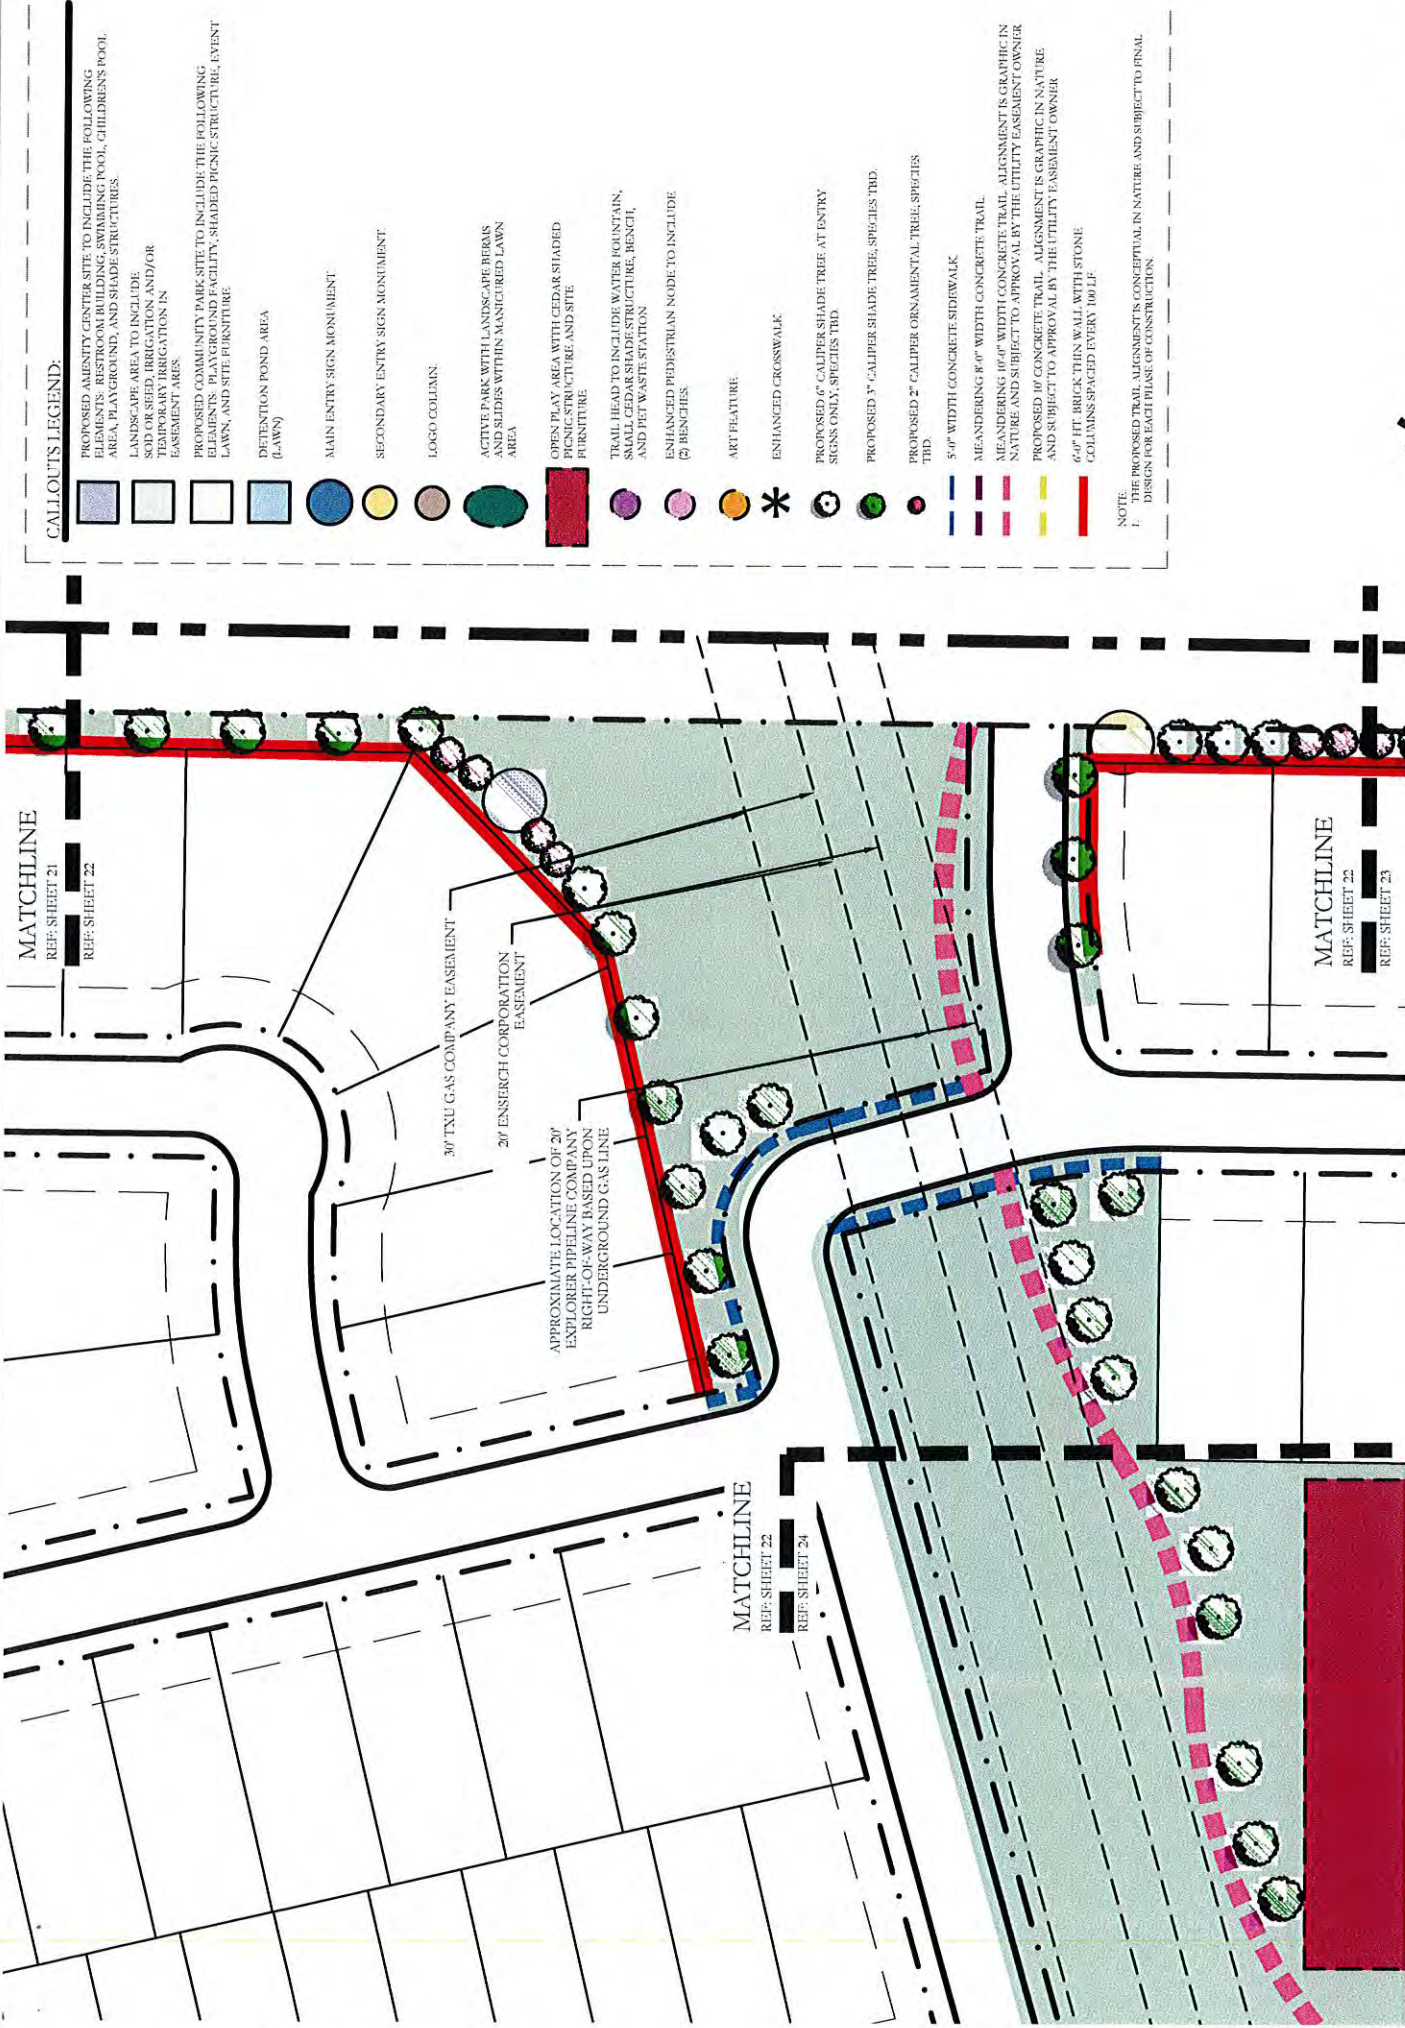 CALLOUTS LEGEND:
PROPOSED AMENITY CENTER SITE TO INCLUDE THE FOLLOWING
ELEMENTS: RESTROOM BUILDING, SWIMMING POOL, CHILDREN'S POOL
AREA, PLAYGROUND, AND SHADE STRUCTURES.
LANDSCAPE AREA TO INCLUDE
SOD OR SEED, IRRIGATION AND/OR
TEMPORARY IRRIGATION IN
EASEMENT ARES.
PROPOSED COMMUNITY PARK SITE TO INCLUDE THE FOLLOWING
ELEMENTS: PLAYGROUND FACILITY, SHADED PICNIC STRUCTURE, EVENT
LAWN, AND SITE FURNITURE
DETENTION POND AREA
(LAWN)
MAIN ENTRY SIGN MONUMENT
SECONDARY ENTRY SIGN MONUMENT.
LOGO COLUMN.
ACTIVE PARK WITH LANDSCAPE BERMS
AND SLIDES WITHIN MANICURED LAWN
AREA
OPEN PLAY AREA WITH CEDAR SHADED
PICNIC STRUCTURE AND SITE
FURNITURE
TRAIL HEAD TO INCLUDE WATER FOUNTAIN,
SMALL CEDAR SHADE STRUCTURE, BENCH,
AND PET WASTE STATION
ENHANCED PEDESTRIAN NODE TO INCLUDE
(2) BENCHES.
ART FEATURE
ENHANCED CROSSWALK
PROPOSED 6" CALIPER SHADE TREE AT ENTRY
SIGNS ONLY, SPECIES TBD.
PROPOSED 3" CALIPER SHADE TREE, SPECIES TBD.
PROPOSED 2" CALIPER ORNAMENTAL TREE, SPECIES
TBD.
5'-0" WIDTH CONCRETE SIDEWALK
MEANDERING 8'-0" WIDTH CONCRETE TRAIL
MEANDERING 10'-0" WIDTH CONCRETE TRAIL. ALIGNMENT IS GRAPHIC IN
NATURE AND SUBJECT TO APPROVAL BY THE UTILITY EASEMENT OWNER
PROPOSED 10' CONCRETE TRAIL. ALIGNMENT IS GRAPHIC IN NATURE
AND SUBJECT TO APPROVAL BY THE UTILITY EASEMENT OWNER
6'-0" HT. BRICK THIN WALL WITH STONE
COLUMNS SPACED EVERY 100 LF
NOTE:
1. THE PROPOSED TRAIL ALIGNMENT IS CONCEPTUAL IN NATURE AND SUBJECT TO FINAL
DESIGN FOR EACH PHASE OF CONSTRUCTION.
MATCHLINE
REF: SHEET 21
REF: SHEET 22
30' TXU GAS COMPANY EASEMENT
20' ENSERCH CORPORATION
EASEMENT
APPROXIMATE LOCATION OF 20'
EXPLORER PIPELINE COMPANY
RIGHT-OF-WAY BASED UPON
UNDERGROUND GAS LINE
MATCHLINE
REF: SHEET 22
REF: SHEET 23
MATCHLINE
REF: SHEET 22
REF: SHEET 24